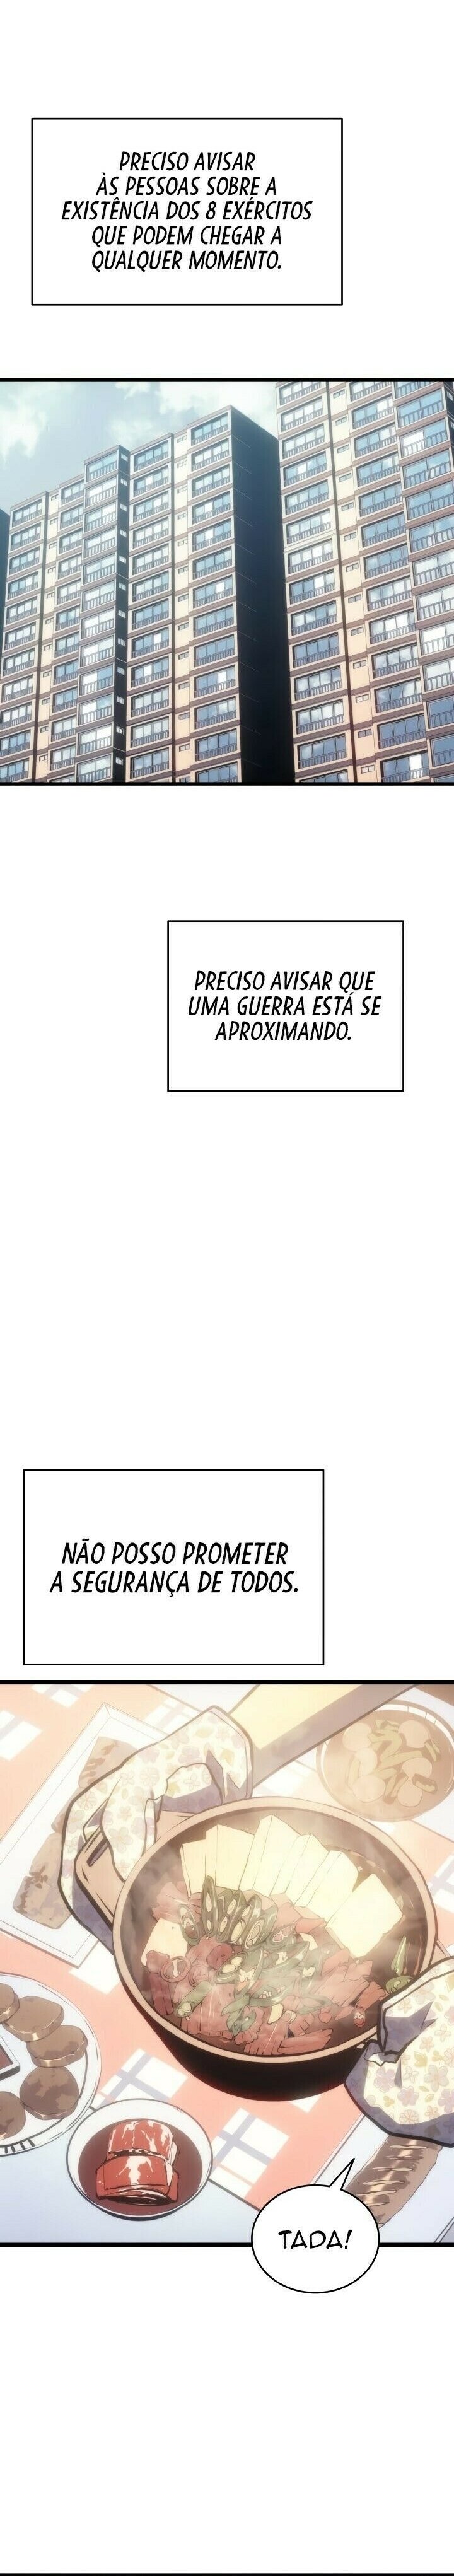 PRECISO AVISAR
ÀS PESSOAS SOBRE A
EXISTÊNCIA DOS 8 EXÉRCITOS
QUE PODEM CHEGAR A
QUALQUER MOMENTO.
PRECISO AVISAR QUE
UMA GUERRA ESTÁ SE
APROXIMANDO.
NÃO POSSO PROMETER
A SEGURANÇA DE TODOS.
TADA!